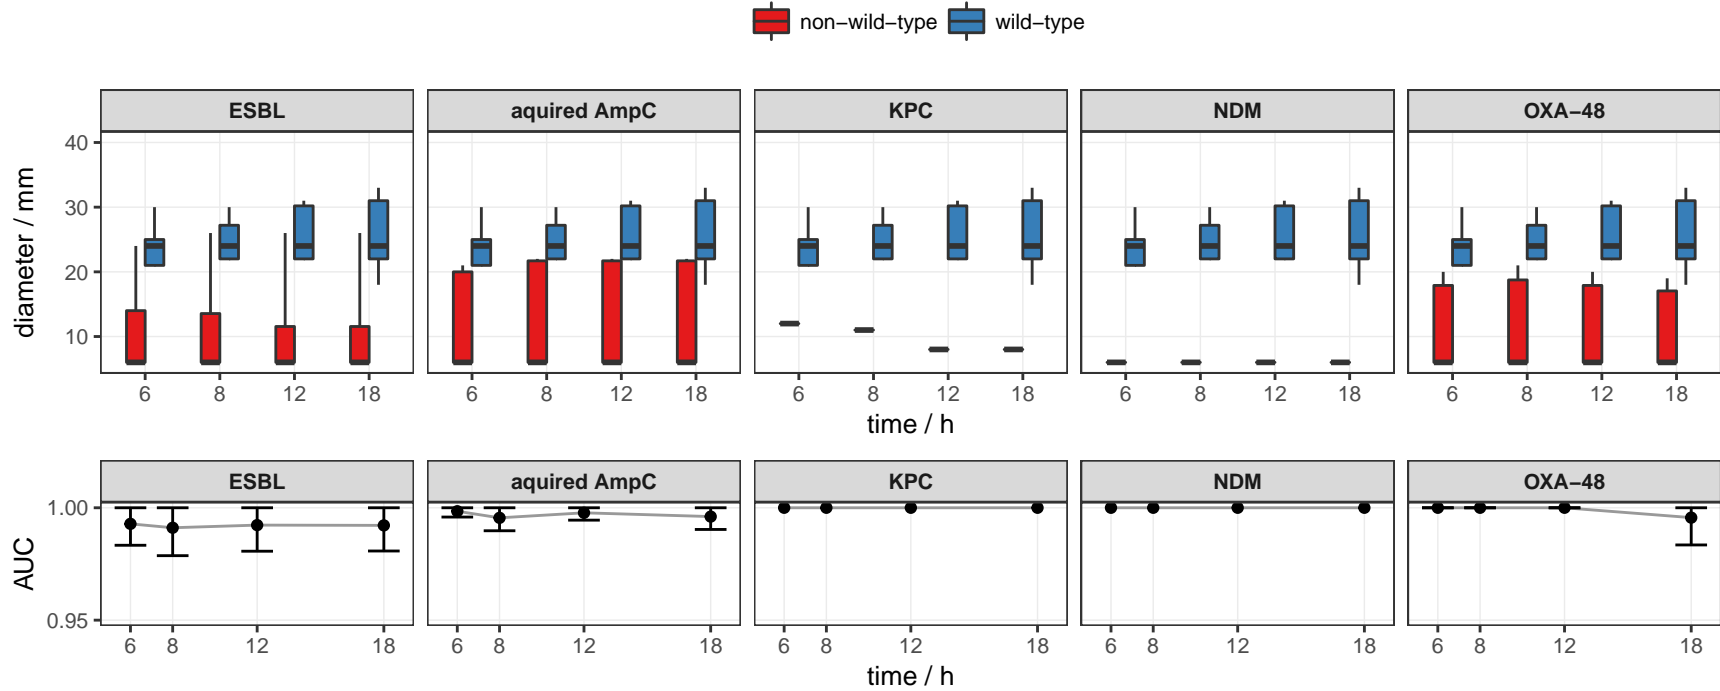 non−wild−type wild−type
ESBL aquired AmpC KPC NDM OXA−48
diameter / mm
40
30
20
10
6 8 12 18 6 8 12 18 6 8 12 18 6 8 12 18 6 8 12 18
time / h
ESBL aquired AmpC KPC NDM OXA−48
AUC
1.00
0.95
6 8 12 18 6 8 12 18 6 8 12 18 6 8 12 18 6 8 12 18
time / h